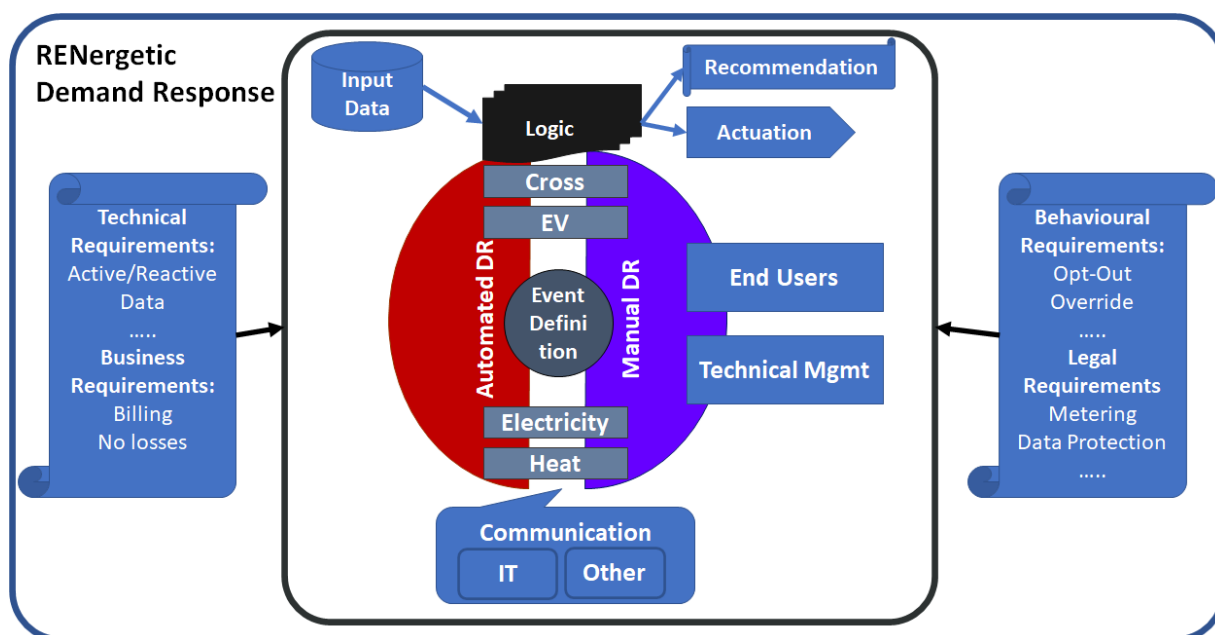 RENergetic
Demand Response
Input
Data
Logic
Recommendation
Actuation
Technical
Requirements:
Active/Reactive
Data
.....
Business
Requirements:
Billing
No losses
Cross
EV
Automated DR
Event
Defini
tion
Manual DR
End Users
Technical Mgmt
Electricity
Heat
Communication
IT
Other
Behavioural
Requirements:
Opt-Out
Override
.....
Legal
Requirements
Metering
Data Protection
.....